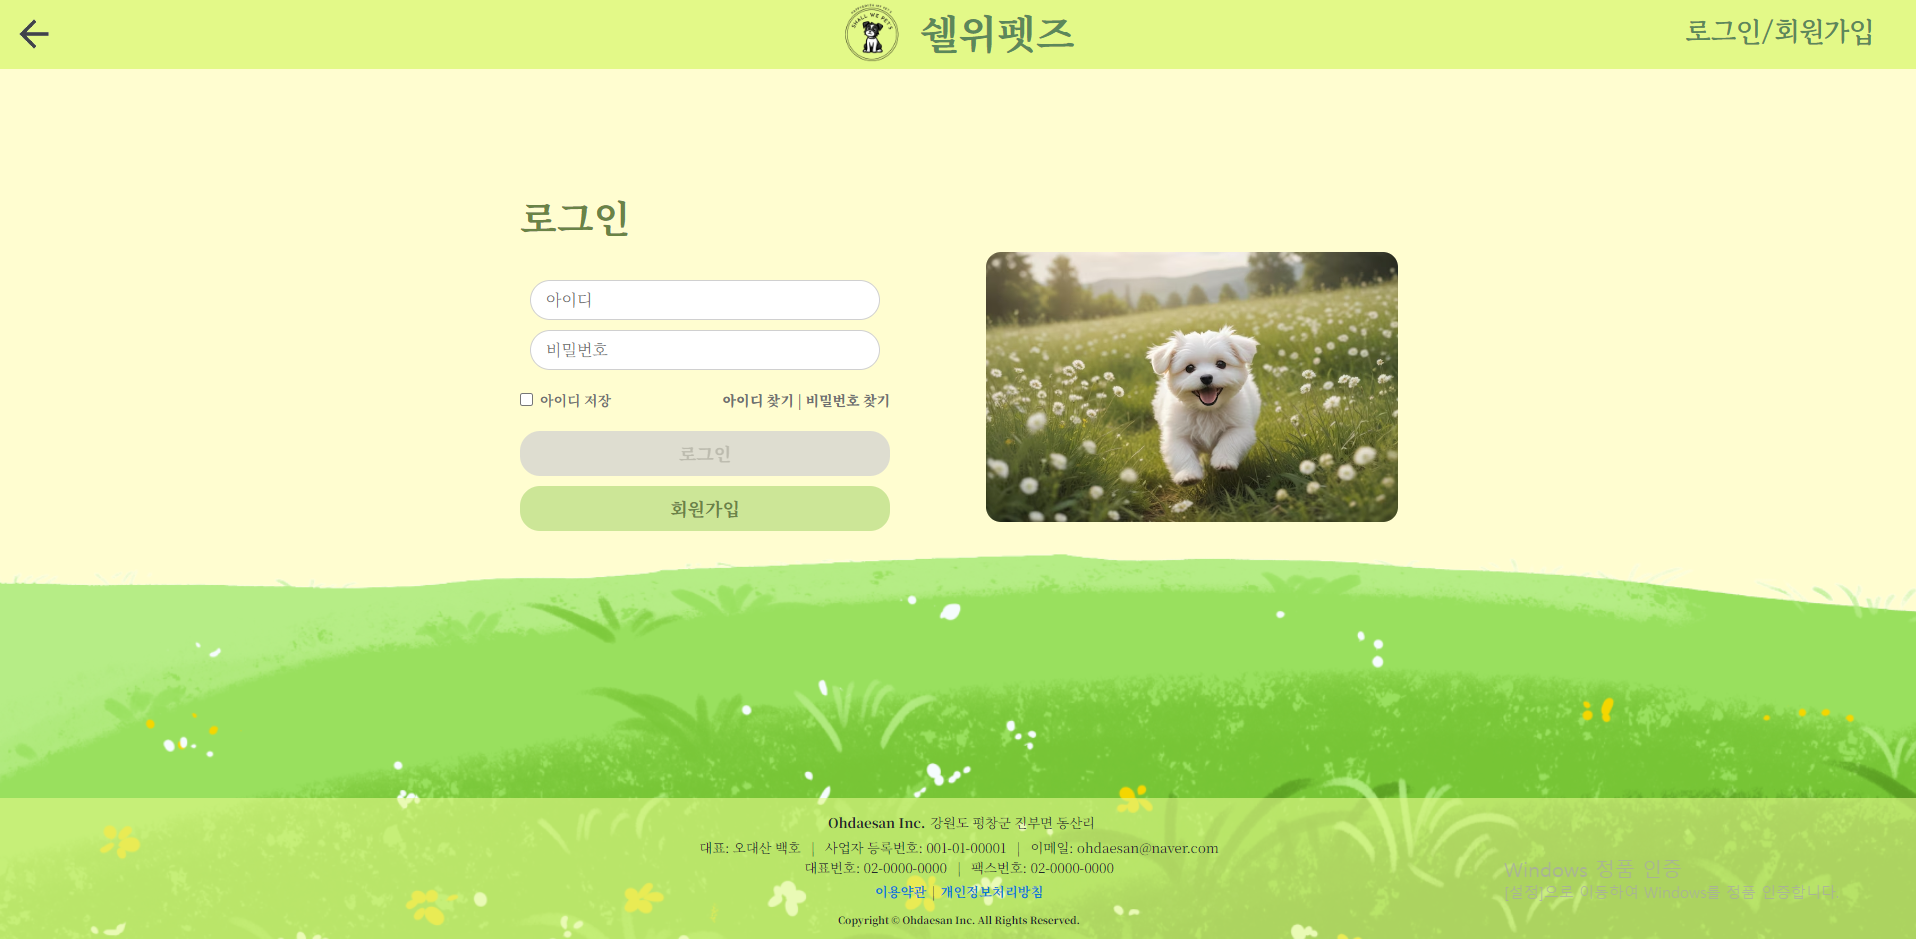 SHALL WE PET'S
쉘위펫즈
로그인/회원가입
로그인
아이디
비밀번호
아이디 저장
아이디 찾기 | 비밀번호 찾기
로그인
회원가입
Ohdaesan Inc. 강원도 평창군 진부면 동산리
대표: 오대산 백호 | 사업자 등록번호: 001-01-00001 | 이메일: ohdaesan@naver.com
대표번호: 02-0000-0000 | 팩스번호: 02-0000-0000
이용약관 | 개인정보처리방침
Copyright © Ohdaesan Inc. All Rights Reserved.
Windows 정품 인증
[설정]으로 이동하여 Windows를 정품 인증합니다.